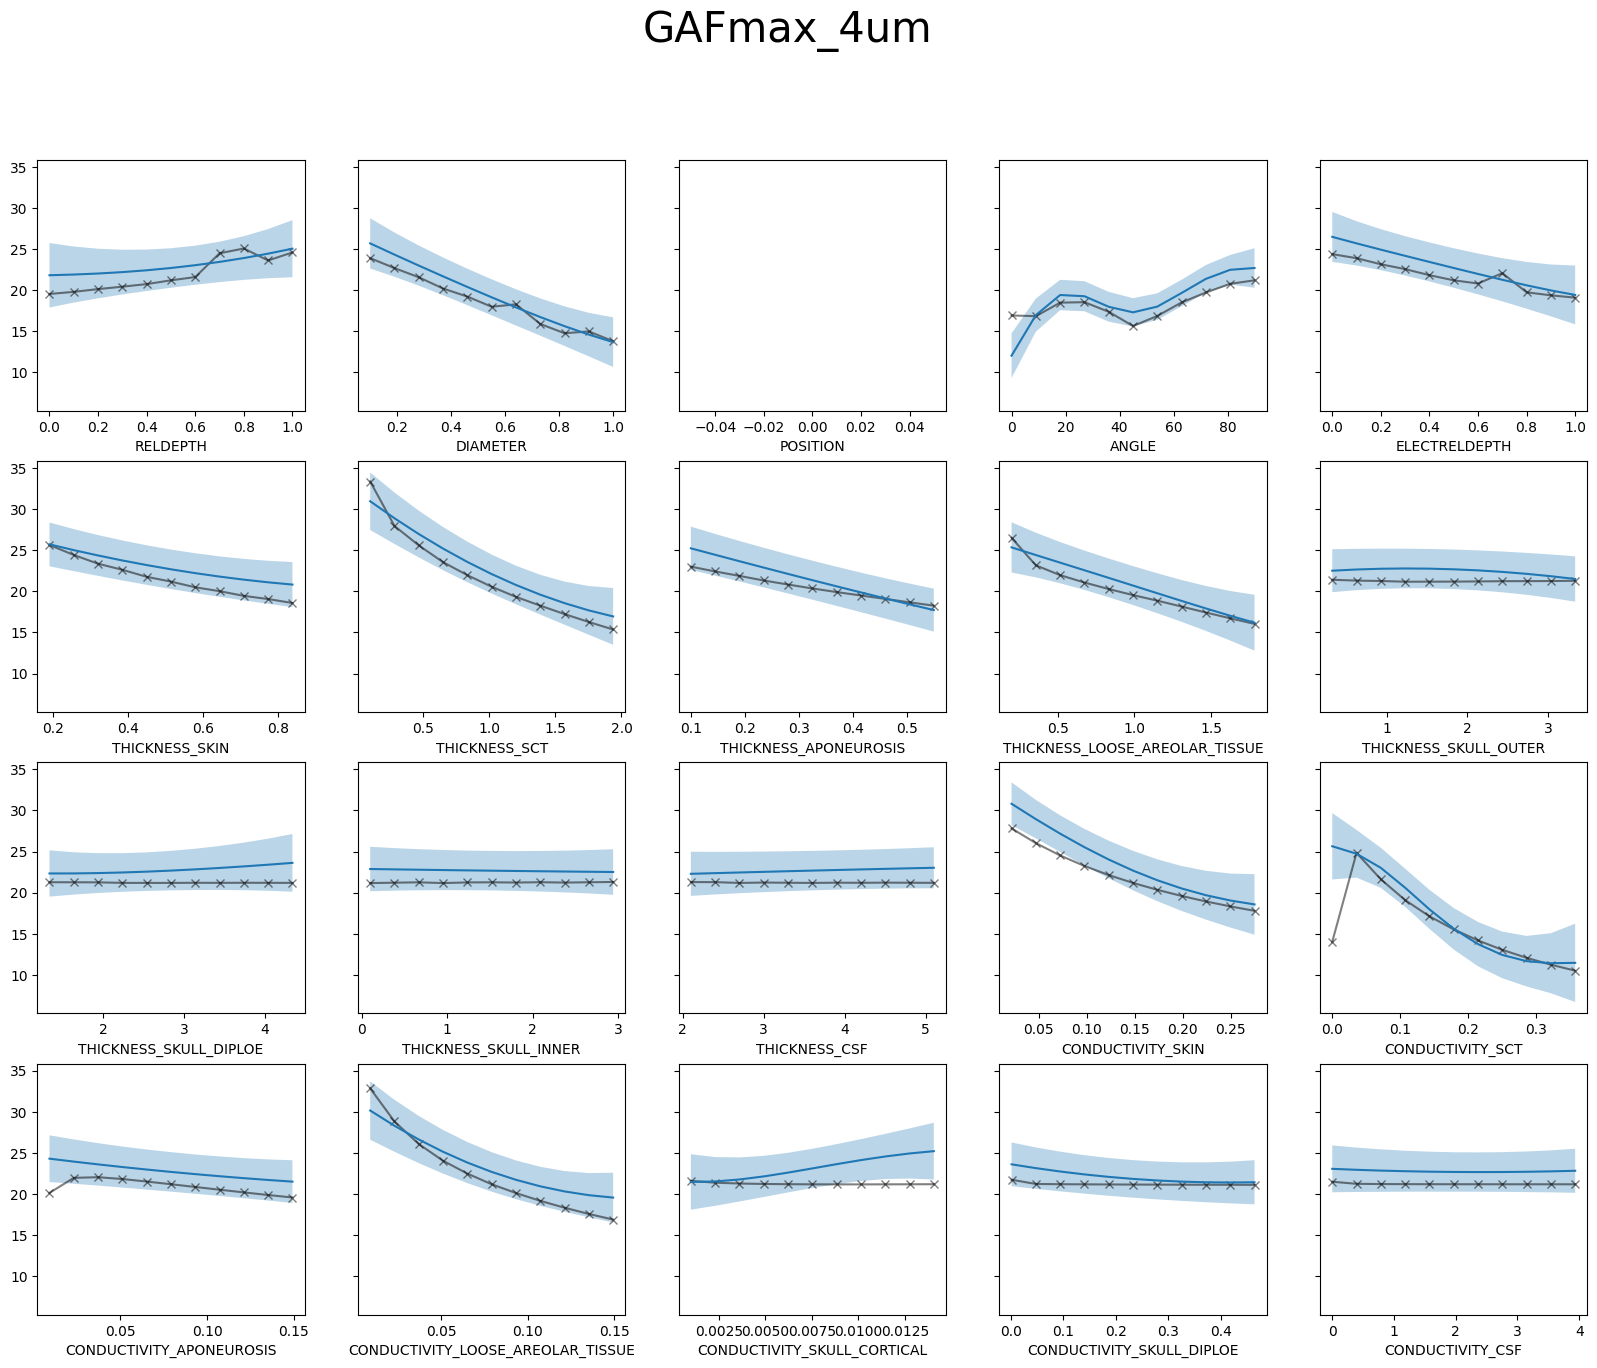 GAFmax_4um
35
30
25
20
15
10
0.0 0.2 0.4 0.6 0.8 1.0
RELDEPTH
0.2 0.4 0.6 0.8 1.0
DIAMETER
−0.04 −0.02 0.00 0.02 0.04
POSITION
0 20 40 60 80
ANGLE
0.0 0.2 0.4 0.6 0.8 1.0
ELECTRELDEPTH
35
30
25
20
15
10
0.2 0.4 0.6 0.8
THICKNESS_SKIN
0.5 1.0 1.5 2.0
THICKNESS_SCT
0.1 0.2 0.3 0.4 0.5
THICKNESS_APONEUROSIS
0.5 1.0 1.5
THICKNESS_LOOSE_AREOLAR_TISSUE
1 2 3
THICKNESS_SKULL_OUTER
35
30
25
20
15
10
2 3 4
THICKNESS_SKULL_DIPLOE
0 1 2 3
THICKNESS_SKULL_INNER
2 3 4 5
THICKNESS_CSF
0.05 0.10 0.15 0.20 0.25
CONDUCTIVITY_SKIN
0.0 0.1 0.2 0.3
CONDUCTIVITY_SCT
35
30
25
20
15
10
0.05 0.10 0.15
CONDUCTIVITY_APONEUROSIS
0.05 0.10 0.15
CONDUCTIVITY_LOOSE_AREOLAR_TISSUE
0.0025 0.0050 0.0075 0.0100 0.0125
CONDUCTIVITY_SKULL_CORTICAL
0.0 0.1 0.2 0.3 0.4
CONDUCTIVITY_SKULL_DIPLOE
0 1 2 3 4
CONDUCTIVITY_CSF